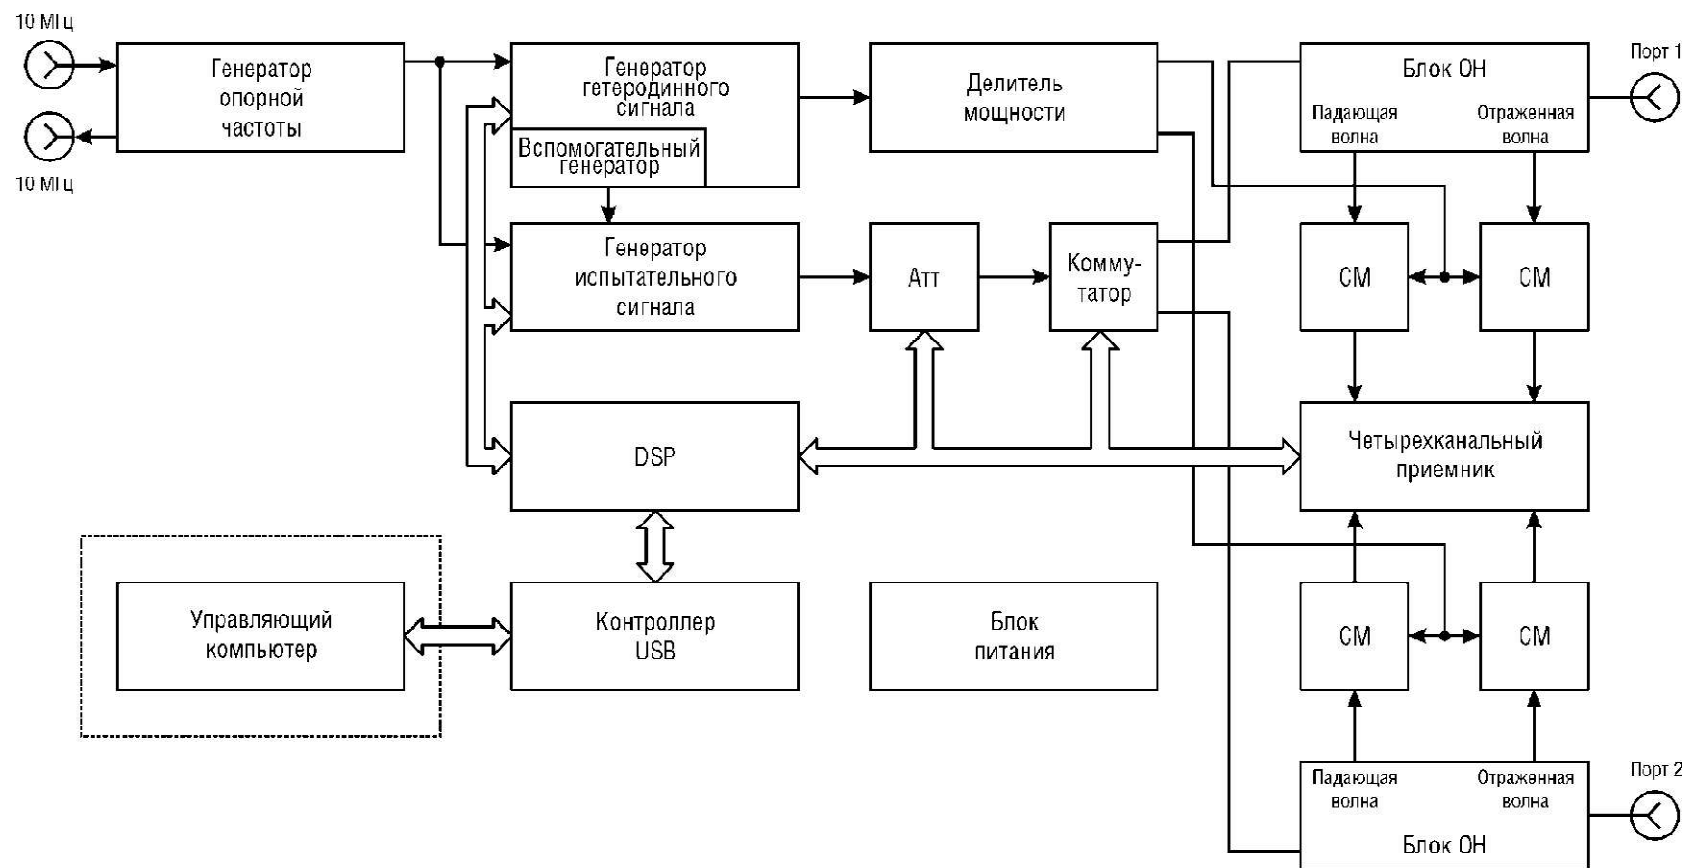 10 МГц
Генератор
опорной
частоты
10 МГц
Генератор
гетеродинного
сигнала
Вспомогательный
генератор
Делитель
мощности
Блок ОН
Падающая
волна
Отраженная
волна
Порт 1
Генератор
испытательного
сигнала
Атт
Комму-
татор
СМ
СМ
DSP
Четырехканальный
приемник
Управляющий
компьютер
Контроллер
USB
Блок
питания
СМ
СМ
Падающая
волна
Отраженная
волна
Блок ОН
Порт 2